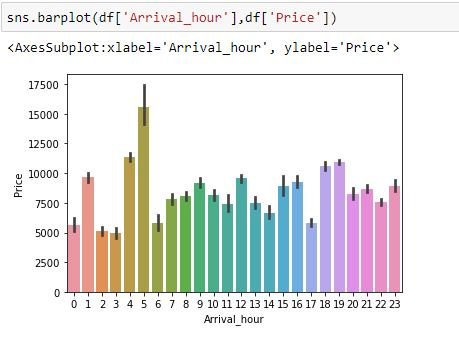 sns.barplot(df['Arrival_hour'],df['Price'])
<AxesSubplot:xlabel='Arrival_hour', ylabel='Price'>
17500
15000
12500
10000
7500
5000
2500
0
Price
0 1 2 3 4 5 6 7 8 9 10 11 12 13 14 15 16 17 18 19 20 21 22 23
Arrival_hour